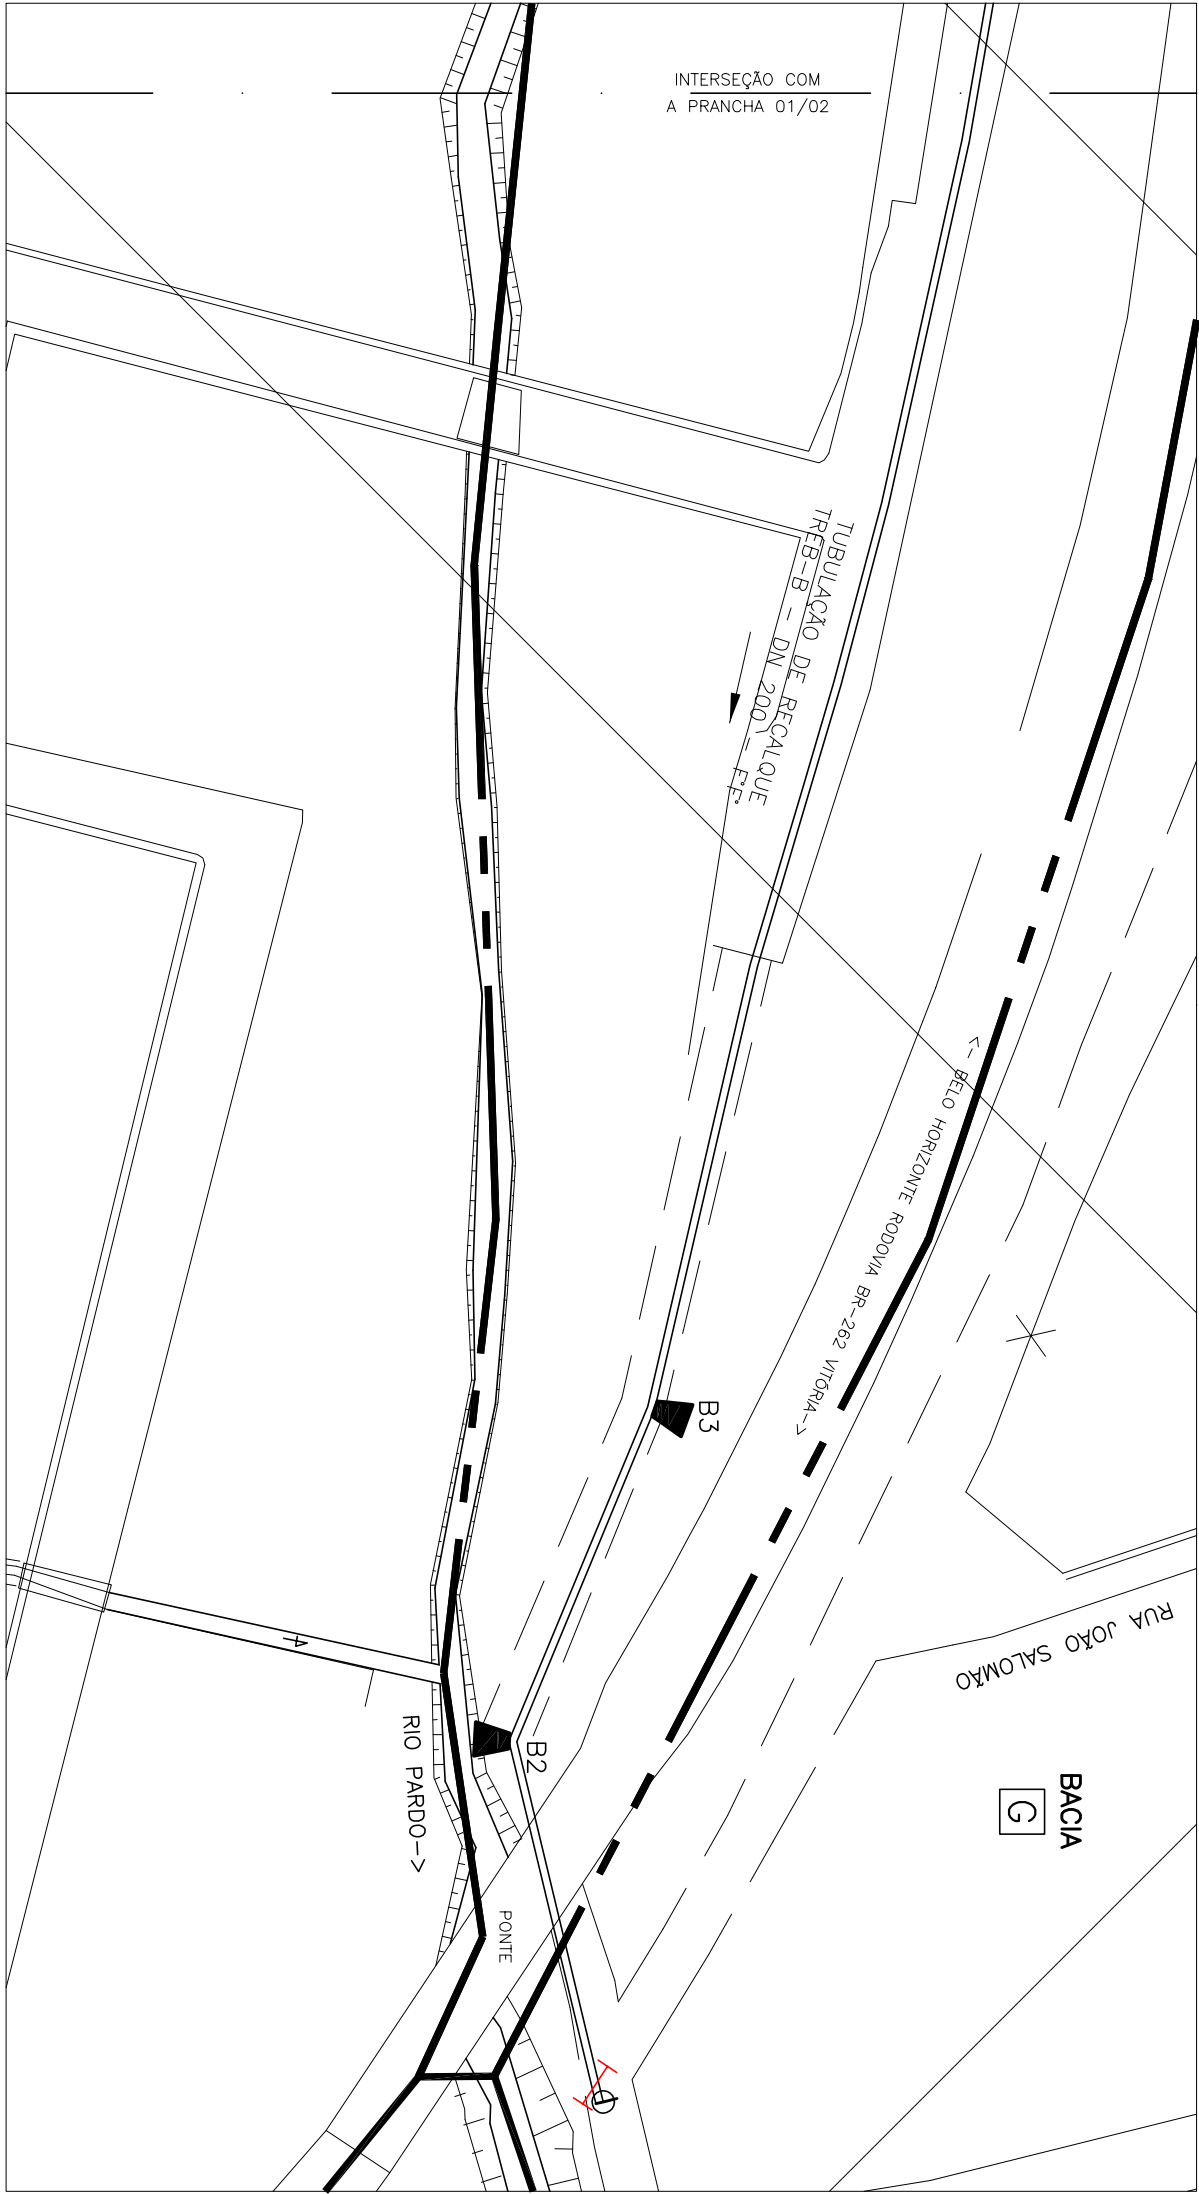 INTERSEÇÃO COM
A PRANCHA 01/02
TUBULAÇÃO DE RECALQUE
TREB-B - DN 200 - F.F.
<- BELO HORIZONTE RODOVIA BR-262 VITÓRIA->
B3
RUA JOÃO SALOMÃO
B2
RIO PARDO->
BACIA
G
PONTE